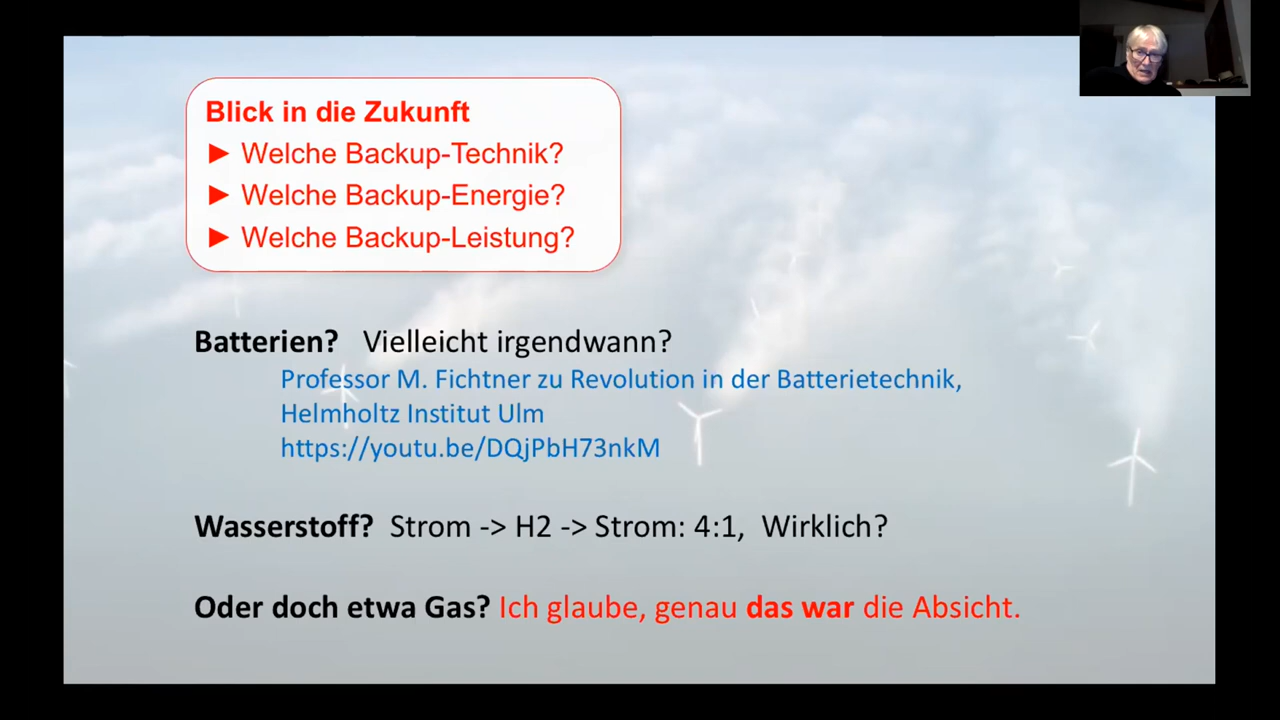 Blick in die Zukunft
► Welche Backup-Technik?
► Welche Backup-Energie?
► Welche Backup-Leistung?
Batterien? Vielleicht irgendwann?
Professor M. Fichtner zu Revolution in der Batterietechnik,
Helmholtz Institut Ulm
https://youtu.be/DQjPbH73nkM
Wasserstoff? Strom -> H2 -> Strom: 4:1, Wirklich?
Oder doch etwa Gas? Ich glaube, genau das war die Absicht.